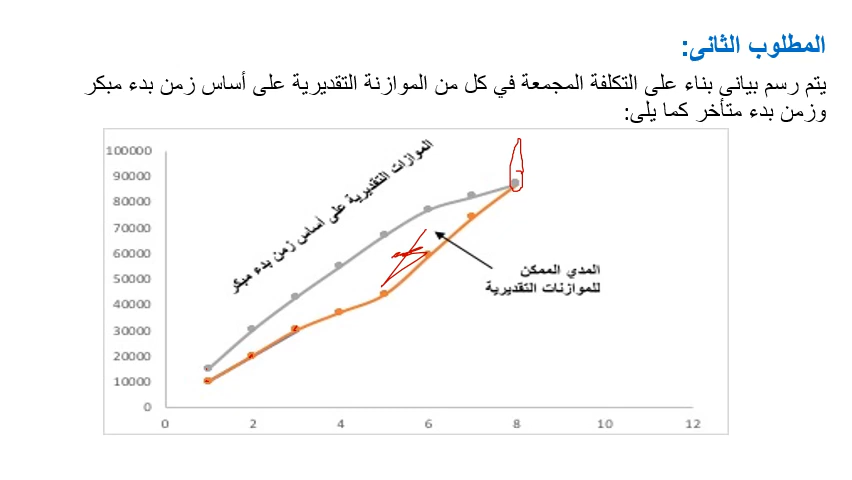 المطلوب الثانى:
يتم رسم بيانى بناء على التكلفة المجمعة في كل من الموازنة التقديرية على أساس زمن بدء مبكر
وزمن بدء متأخر كما يلى:
الموازات التقديرية على أساس زمن بدء مبكر
100000
90000
80000
70000
60000
50000
40000
30000
20000
10000
0
المدي الممكن
للموازنات التقديرية
0 2 4 6 8 10 12